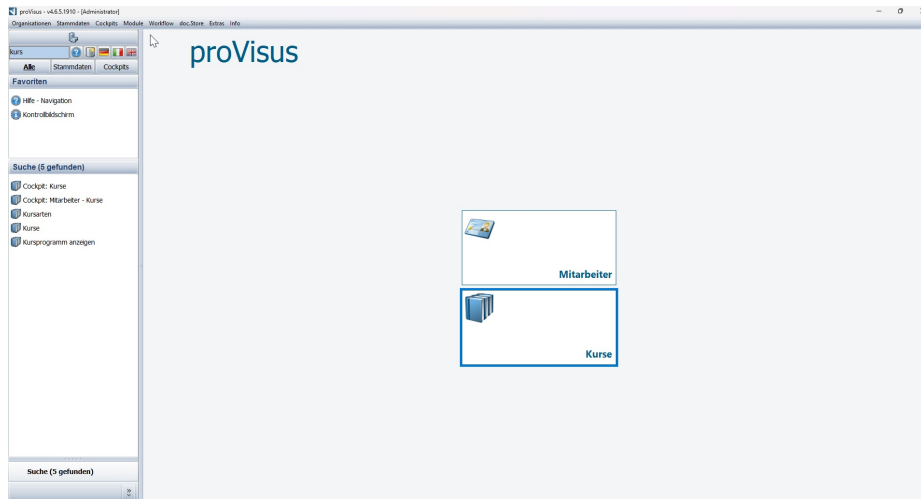 proVisus - v4.6.5.1910 - [Administrator]
Organisationen Stammdaten Cockpits Module Workflow doc.Store Extras Info
kurs
Alle Stammdaten Cockpits
Favoriten
Hilfe - Navigation
Kontrollbildschirm
Suche (5 gefunden)
Cockpit: Kurse
Cockpit: Mitarbeiter - Kurse
Kursarten
Kurse
Kursprogramm anzeigen
Suche (5 gefunden)
proVisus
Mitarbeiter
Kurse